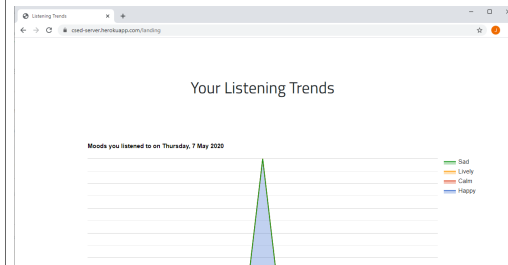 Listening Trends
csed-server.herokuapp.com/landing
J
Your Listening Trends
Moods you listened to on Thursday, 7 May 2020
Sad
Lively
Calm
Happy